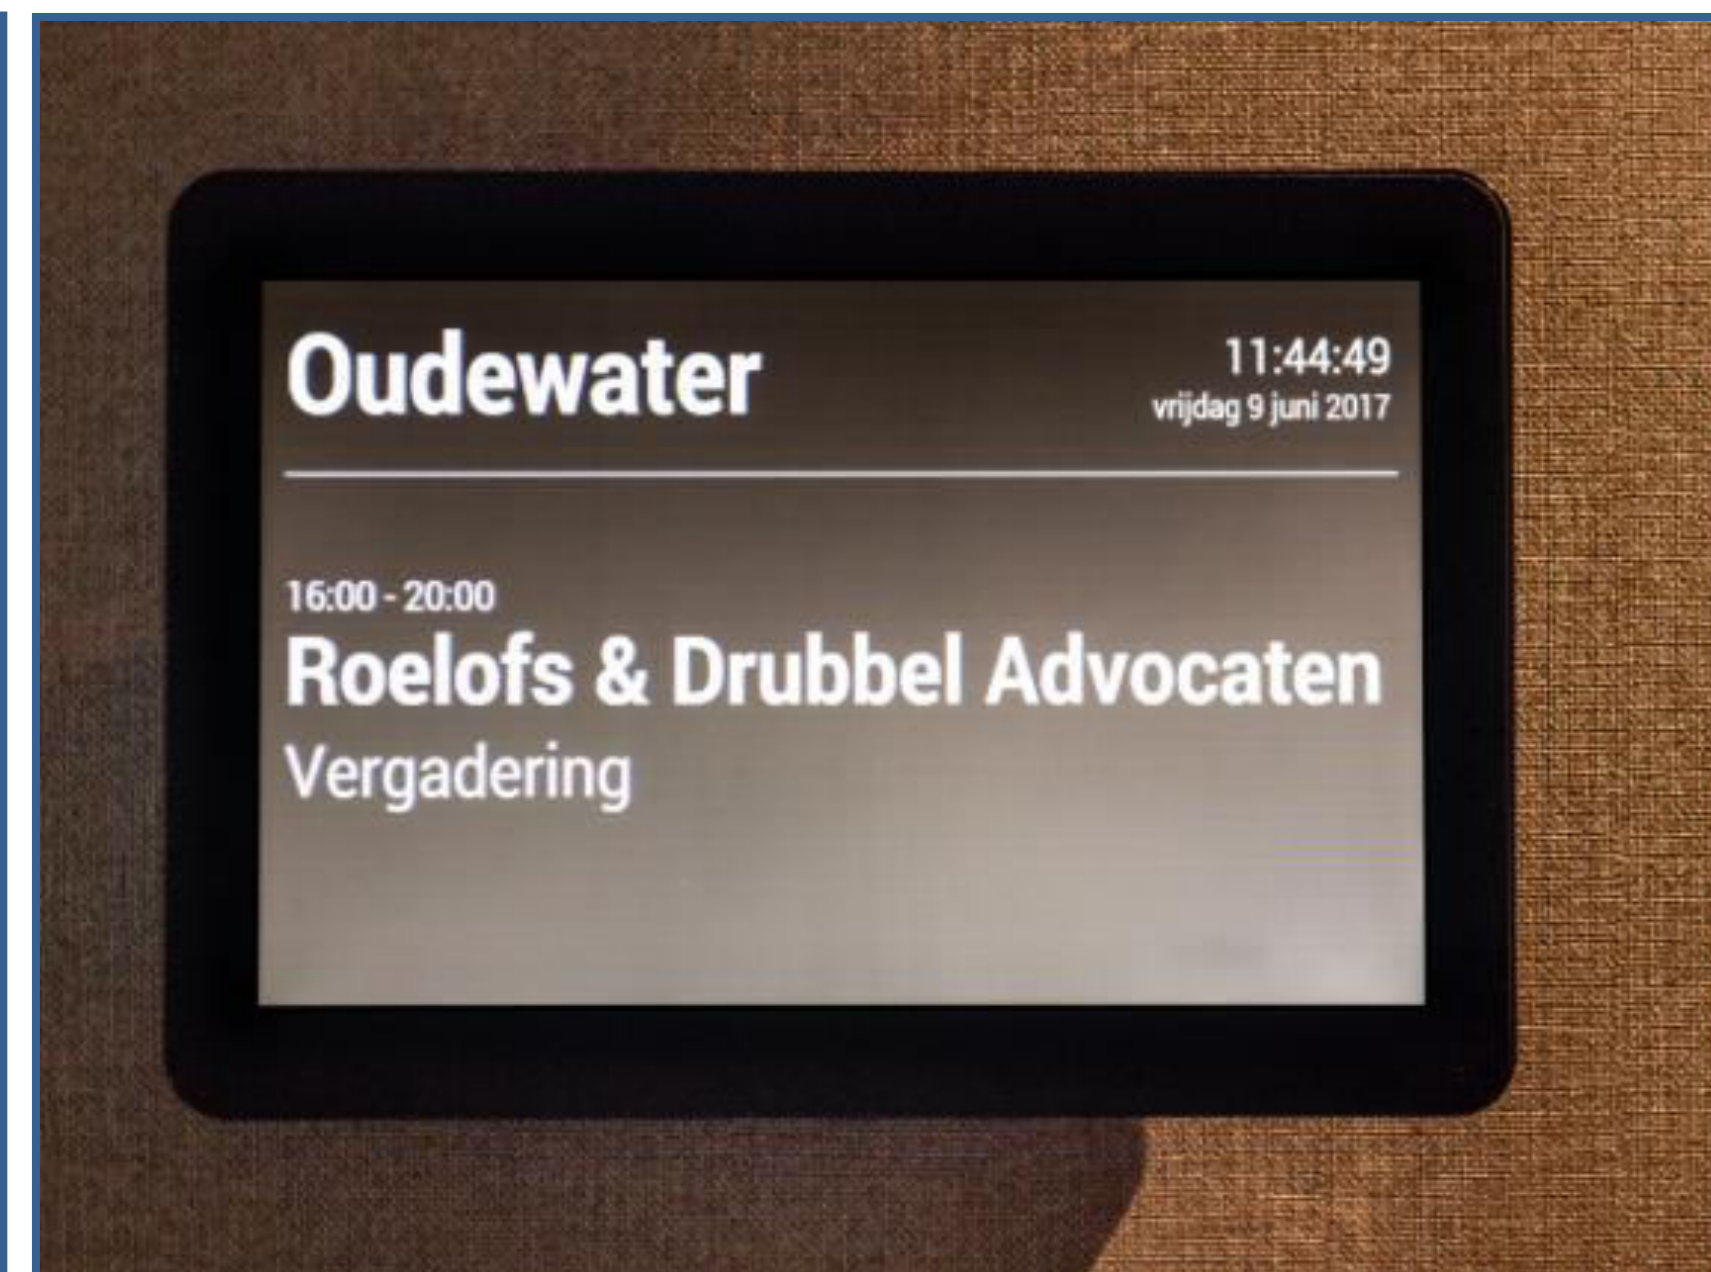 Oudewater
11:44:49
vrijdag 9 juni 2017
16:00 - 20:00
Roelofs & Drubbel Advocaten
Vergadering